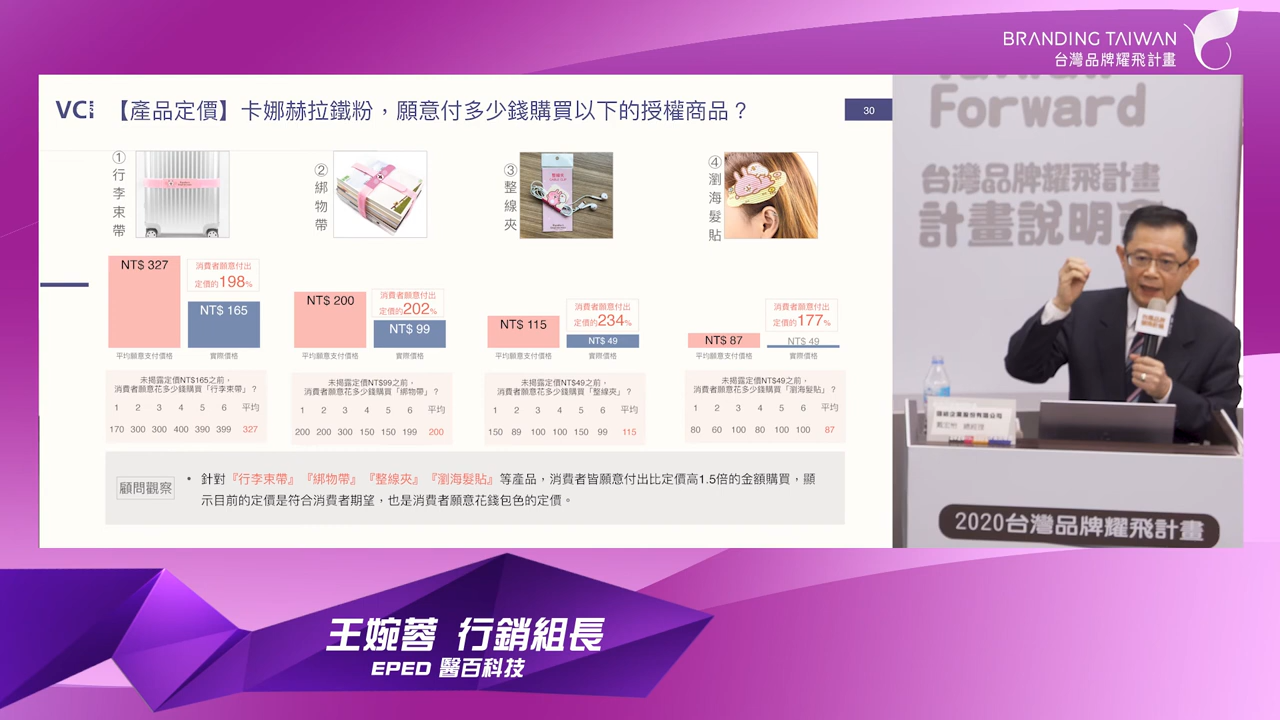 BRANDING TAIWAN
台灣品牌耀飛計畫
VCi
【產品定價】卡娜赫拉鐵粉，願意付多少錢購買以下的授權商品？
30
①行李束帶
②綁物帶
③整線夾
④瀏海髮貼
NT$ 327
消費者願意付出
定價的198%
NT$ 165
平均願意支付價格
實際價格
NT$ 200
消費者願意付出
定價的202%
NT$ 99
平均願意支付價格
實際價格
NT$ 115
消費者願意付出
定價的234%
NT$ 49
平均願意支付價格
實際價格
NT$ 87
消費者願意付出
定價的177%
NT$ 49
平均願意支付價格
實際價格
未揭露定價NT$165之前，
消費者願意花多少錢購買「行李束帶」？
1 2 3 4 5 6 平均
170 300 300 400 390 399 327
未揭露定價NT$99之前，
消費者願意花多少錢購買「綁物帶」？
1 2 3 4 5 6 平均
200 200 300 150 150 199 200
未揭露定價NT$49之前，
消費者願意花多少錢購買「整線夾」？
1 2 3 4 5 6 平均
150 89 100 100 150 99 115
未揭露定價NT$49之前，
消費者願意花多少錢購買「瀏海髮貼」？
1 2 3 4 5 6 平均
80 60 100 80 100 100 87
顧問觀察
• 針對『行李束帶』『綁物帶』『整線夾』『瀏海髮貼』等產品，消費者皆願意付出比定價高1.5倍的金額購買，顯
示目前的定價是符合消費者期望，也是消費者願意花錢包色的定價。
Forward
台灣GO品牌耀飛計畫
計畫說明
2020台灣品牌耀飛計畫
王婉蓉 行銷組長
EPED 醫百科技